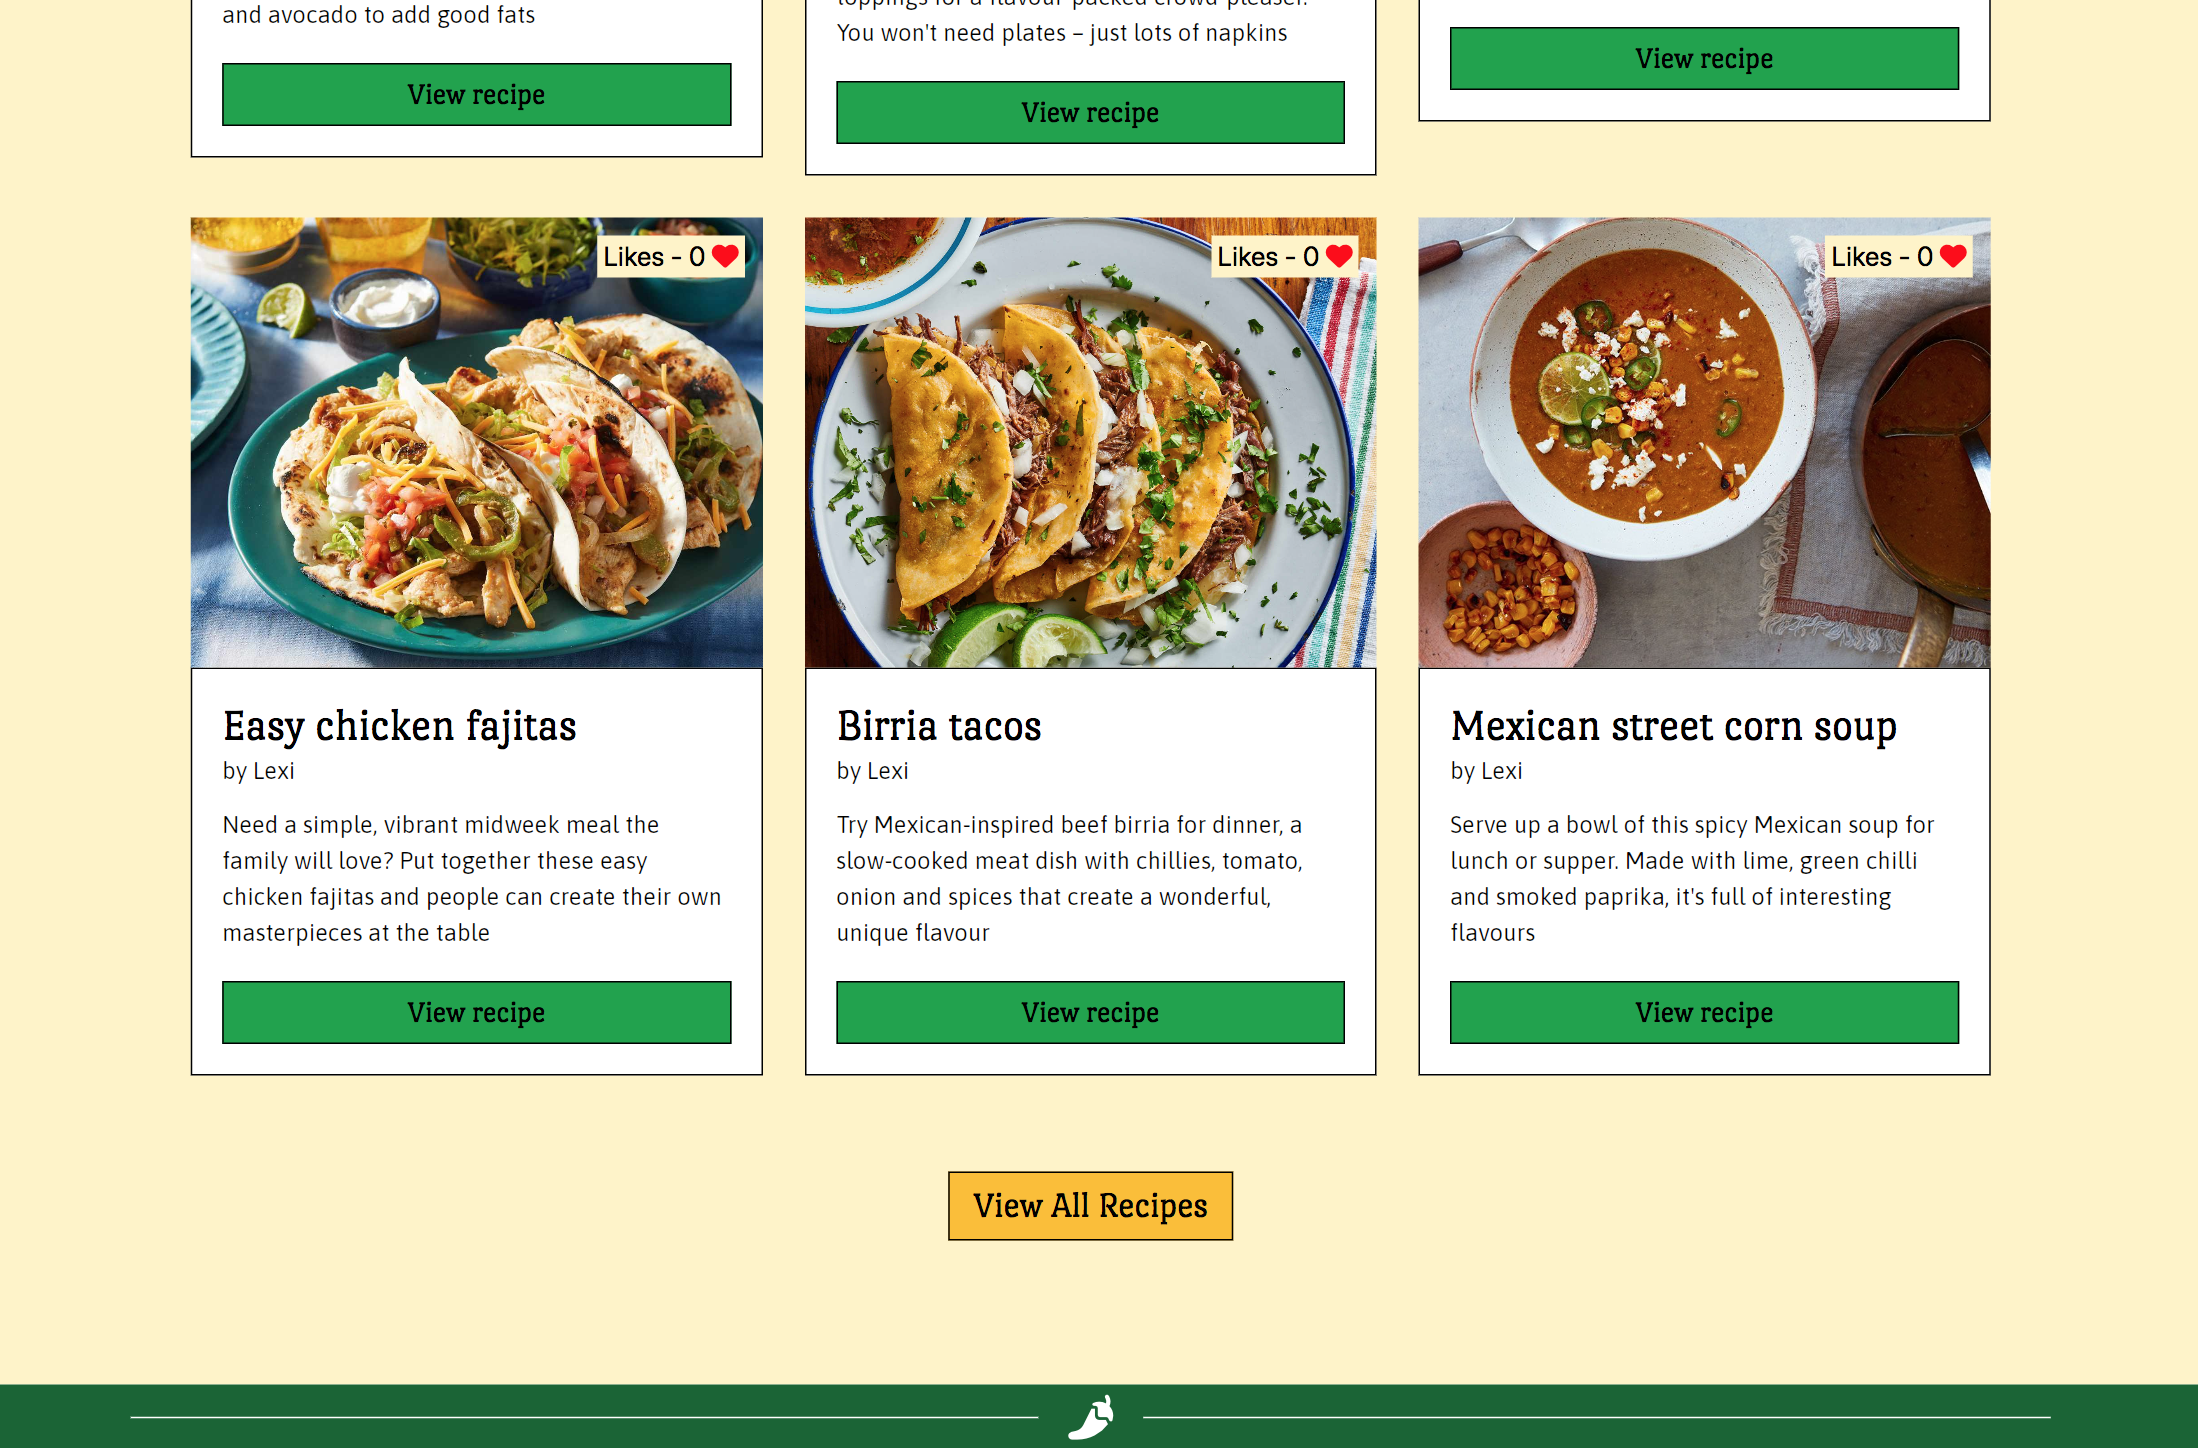 and avocado to add good fats
View recipe
toppings for a flavour-packed crowd-pleaser.
You won't need plates – just lots of napkins
View recipe
View recipe
Likes - 0
Easy chicken fajitas
by Lexi
Need a simple, vibrant midweek meal the
family will love? Put together these easy
chicken fajitas and people can create their own
masterpieces at the table
View recipe
Likes - 0
Birria tacos
by Lexi
Try Mexican-inspired beef birria for dinner, a
slow-cooked meat dish with chillies, tomato,
onion and spices that create a wonderful,
unique flavour
View recipe
Likes - 0
Mexican street corn soup
by Lexi
Serve up a bowl of this spicy Mexican soup for
lunch or supper. Made with lime, green chilli
and smoked paprika, it's full of interesting
flavours
View recipe
View All Recipes